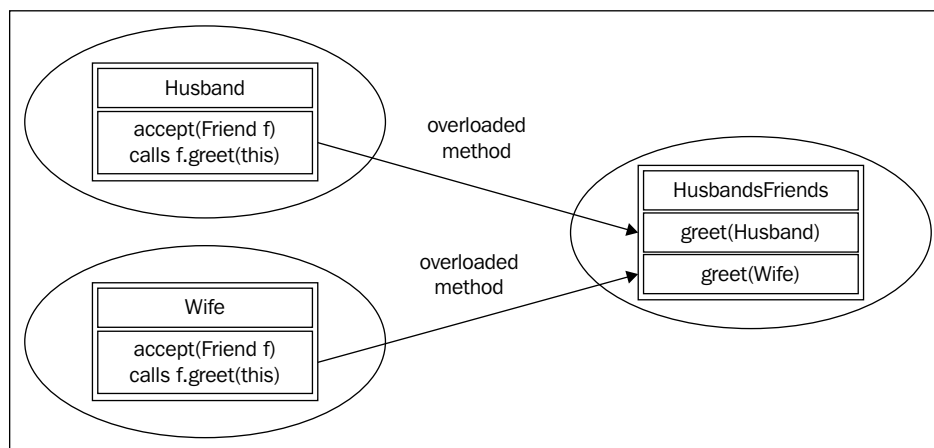 Husband
accept(Friend f)
calls f.greet(this)
overloaded
method
HusbandsFriends
greet(Husband)
greet(Wife)
overloaded
method
Wife
accept(Friend f)
calls f.greet(this)